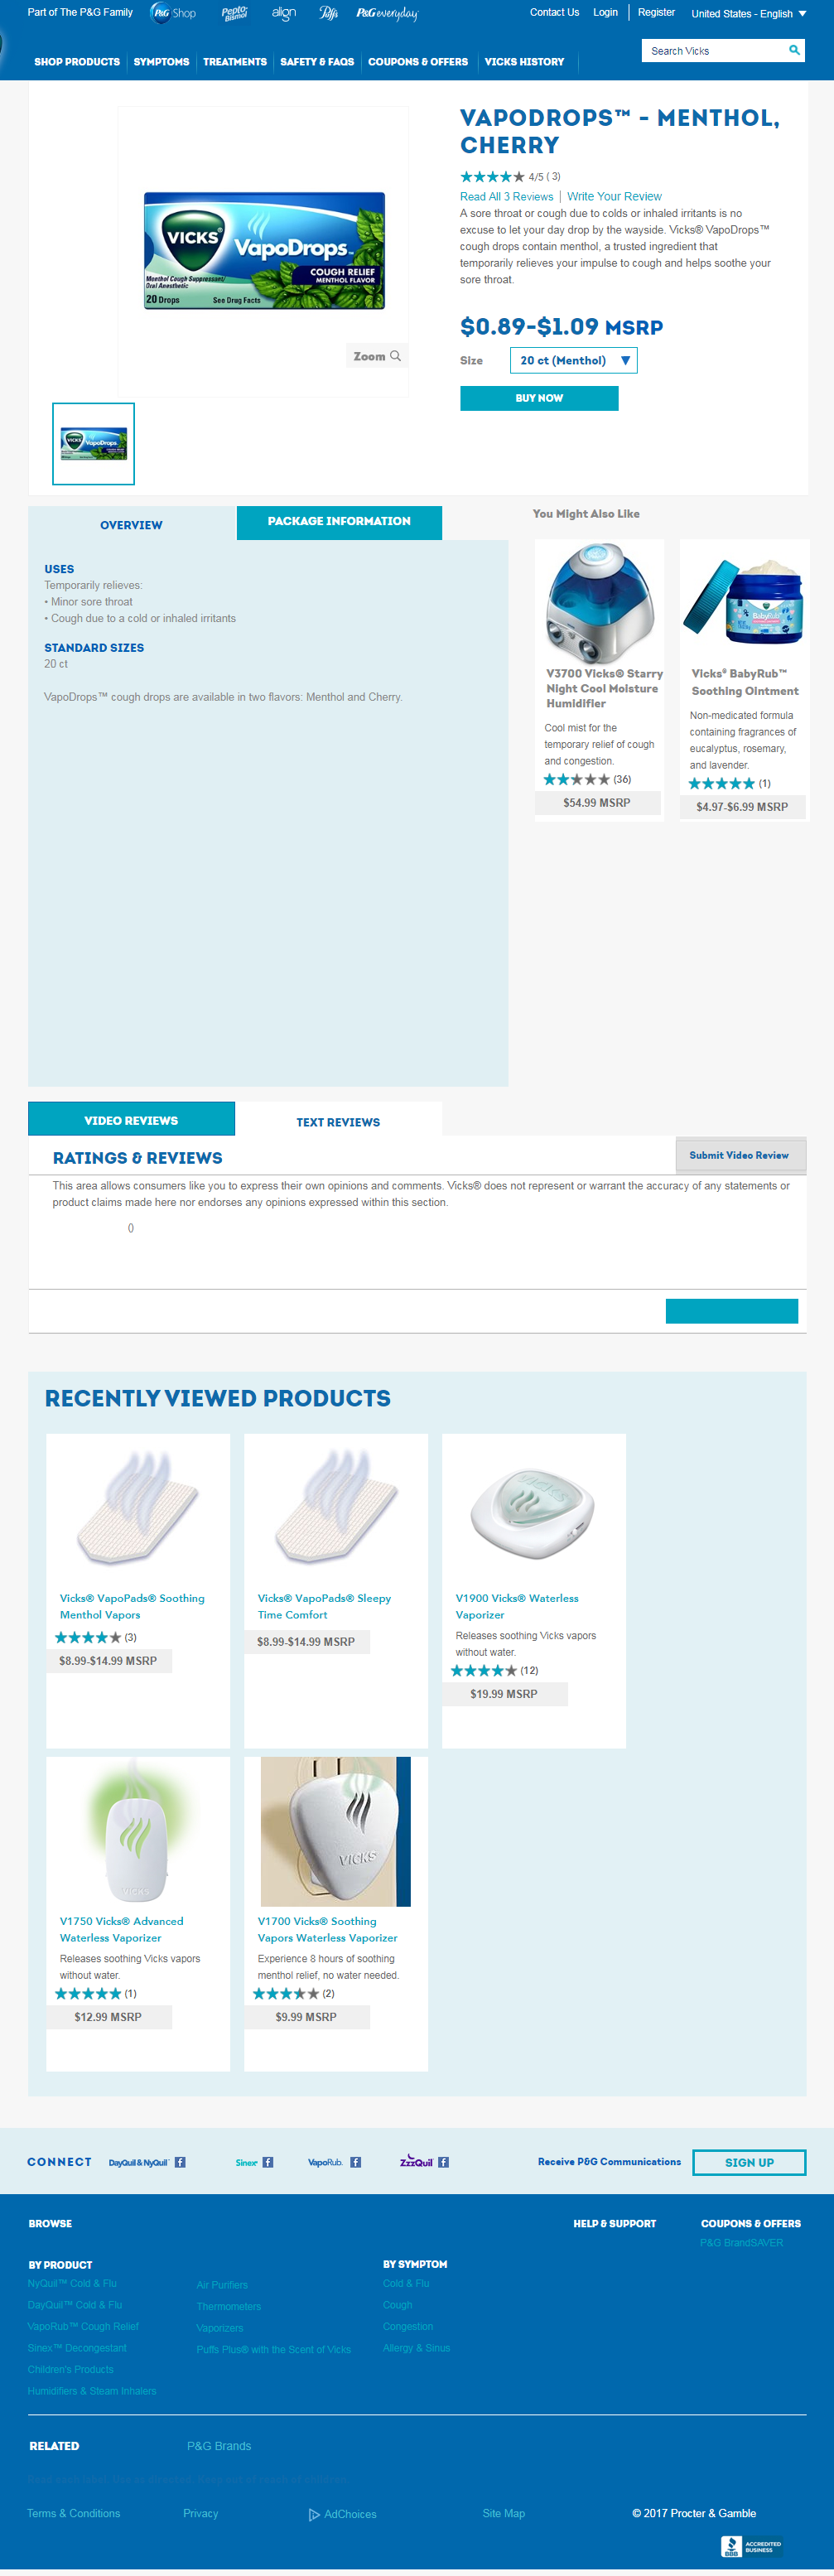 Part of The P&G Family
P&G Shop
Pepto Bismol
align
Puffs
P&G everyday
Contact Us
Login
Register
United States - English
SHOP PRODUCTS
SYMPTOMS
TREATMENTS
SAFETY & FAQS
COUPONS & OFFERS
VICKS HISTORY
Search Vicks
VAPODROPS™ - MENTHOL,
CHERRY
4/5 ( 3)
Read All 3 Reviews | Write Your Review
A sore throat or cough due to colds or inhaled irritants is no
excuse to let your day drop by the wayside. Vicks® VapoDrops™
cough drops contain menthol, a trusted ingredient that
temporarily relieves your impulse to cough and helps soothe your
sore throat.
VICKS
VapoDrops™
COUGH RELIEF
MENTHOL FLAVOR
Menthol Cough Suppressant/
Oral Anesthetic
20 Drops
See Drug Facts
Zoom
$0.89-$1.09 MSRP
Size
20 ct (Menthol)
BUY NOW
VICKS
VapoDrops
OVERVIEW
PACKAGE INFORMATION
USES
Temporarily relieves:
• Minor sore throat
• Cough due to a cold or inhaled irritants
STANDARD SIZES
20 ct
VapoDrops™ cough drops are available in two flavors: Menthol and Cherry.
You Might Also Like
V3700 Vicks® Starry
Night Cool Moisture
Humidifier
Cool mist for the
temporary relief of cough
and congestion.
(36)
$54.99 MSRP
BabyRub
Vicks® BabyRub™
Soothing Ointment
Non-medicated formula
containing fragrances of
eucalyptus, rosemary,
and lavender.
(1)
$4.97-$6.99 MSRP
VIDEO REVIEWS
TEXT REVIEWS
RATINGS & REVIEWS
Submit Video Review
This area allows consumers like you to express their own opinions and comments. Vicks® does not represent or warrant the accuracy of any statements or
product claims made here nor endorses any opinions expressed within this section.
()
RECENTLY VIEWED PRODUCTS
Vicks® VapoPads® Soothing
Menthol Vapors
(3)
$8.99-$14.99 MSRP
Vicks® VapoPads® Sleepy
Time Comfort
$8.99-$14.99 MSRP
VICKS
V1900 Vicks® Waterless
Vaporizer
Releases soothing Vicks vapors
without water.
(12)
$19.99 MSRP
VICKS
V1750 Vicks® Advanced
Waterless Vaporizer
Releases soothing Vicks vapors
without water.
(1)
$12.99 MSRP
VICKS
V1700 Vicks® Soothing
Vapors Waterless Vaporizer
Experience 8 hours of soothing
menthol relief, no water needed.
(2)
$9.99 MSRP
CONNECT
DayQuil & NyQuil
Sinex
VapoRub.
ZzzQuil
Receive P&G Communications
SIGN UP
BROWSE
HELP & SUPPORT
COUPONS & OFFERS
P&G BrandSAVER
BY PRODUCT
NyQuil™ Cold & Flu
DayQuil™ Cold & Flu
VapoRub™ Cough Relief
Sinex™ Decongestant
Children's Products
Humidifiers & Steam Inhalers
Air Purifiers
Thermometers
Vaporizers
Puffs Plus® with the Scent of Vicks
BY SYMPTOM
Cold & Flu
Cough
Congestion
Allergy & Sinus
RELATED
P&G Brands
Terms & Conditions
Privacy
AdChoices
Site Map
© 2017 Procter & Gamble
BBB
ACCREDITED
BUSINESS